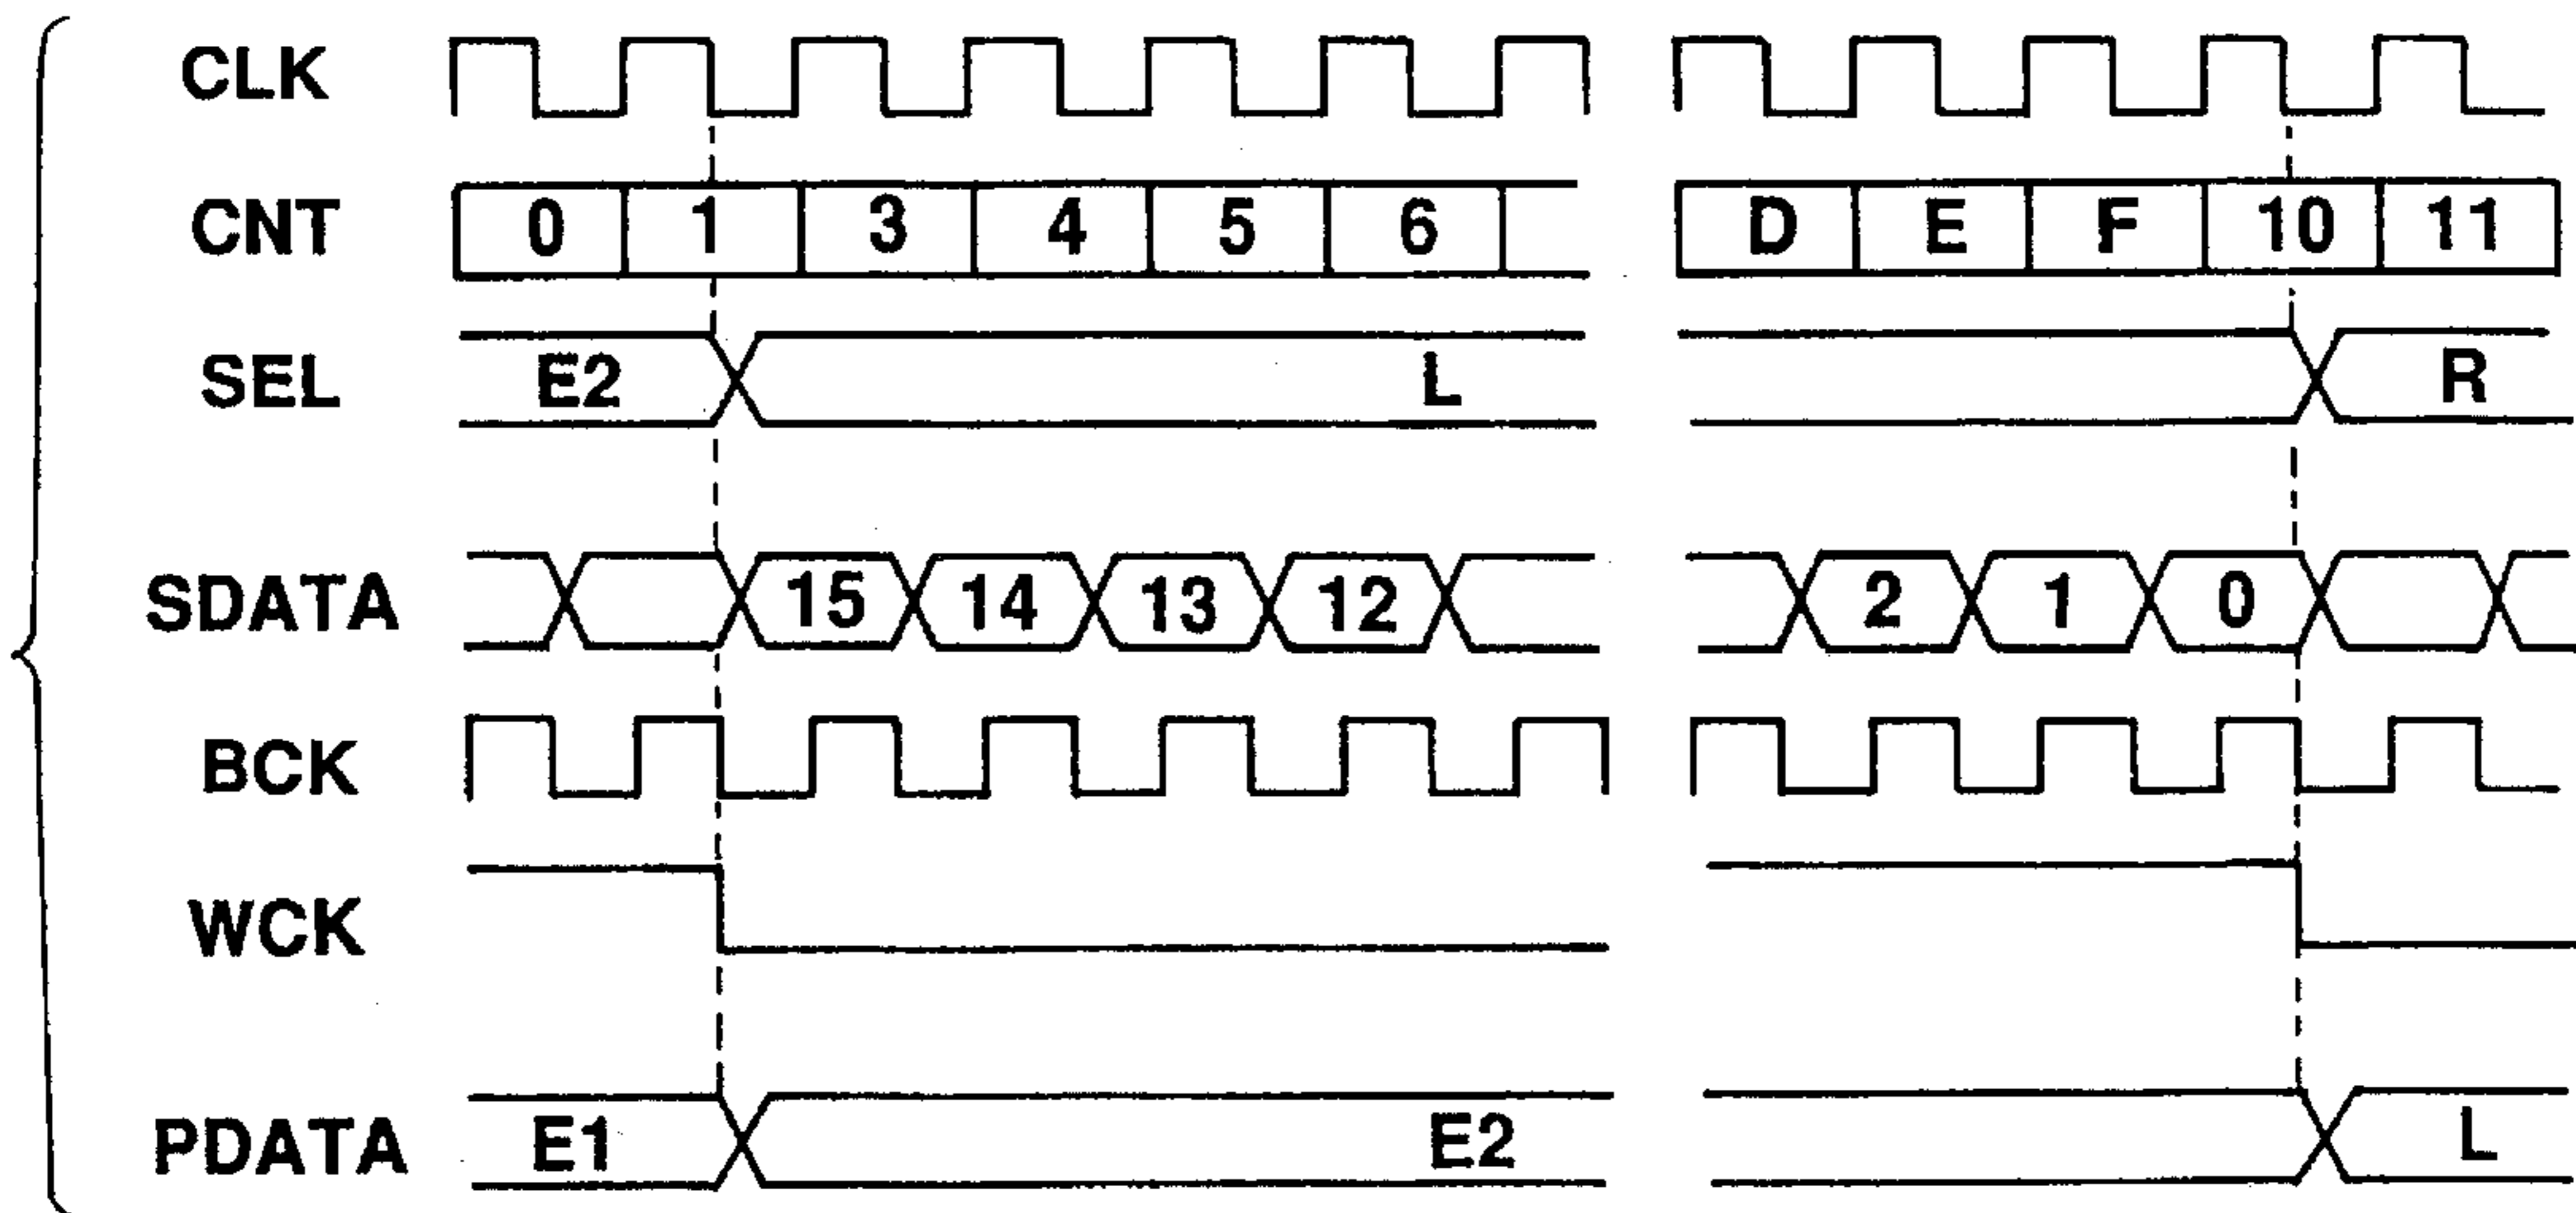 CLK
CNT 0 1 3 4 5 6 D E F 10 11
SEL E2 L R
SDATA 15 14 13 12 2 1 0
BCK
WCK
PDATA E1 E2 L